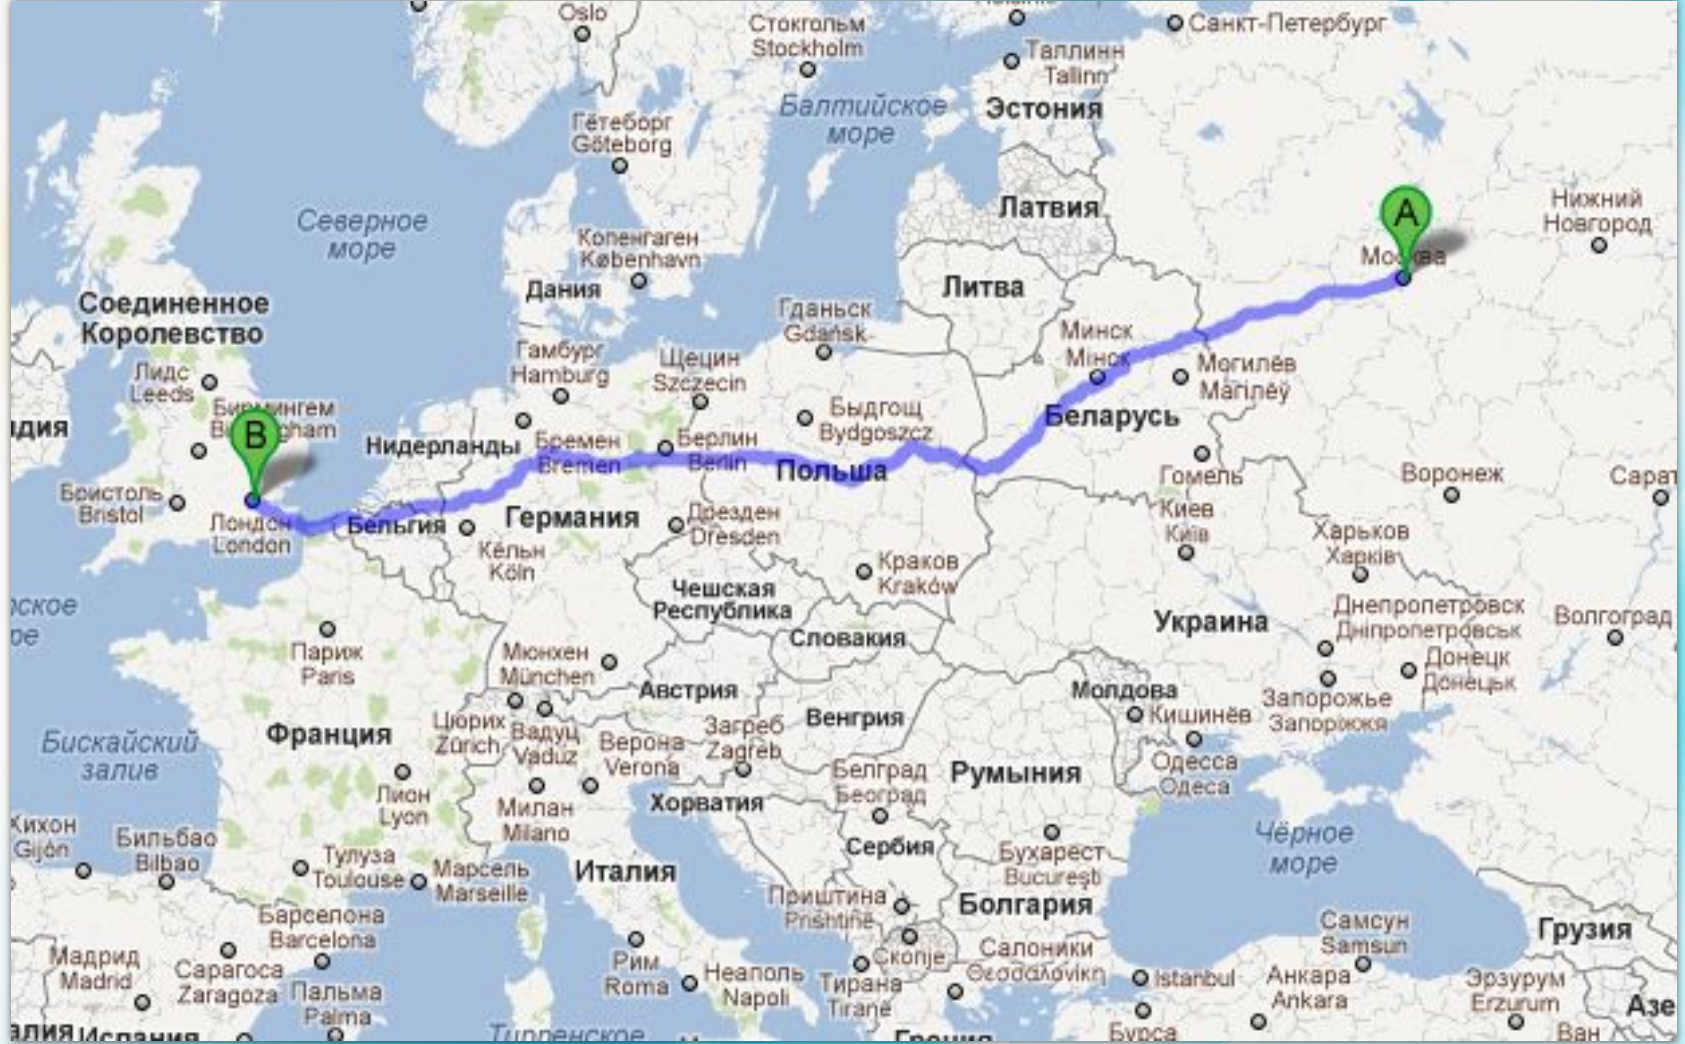 Oslo
Стокгольм
Stockholm
Санкт-Петербург
Таллинн
Tallinn
Балтийское
море
Эстония
Гётеборг
Göteborg
Северное
море
Латвия
A
Нижний
Новгород
Москва
Копенгаген
København
Дания
Литва
Соединенное
Королевство
Гданьск
Gdańsk
Минск
Мінск
Гамбург
Hamburg
Щецин
Szczecin
Могилёв
Магілёў
Лидс
Leeds
Бирмингем
B
Быдгощ
Bydgoszcz
Беларусь
Нидерланды
Бремен
Bremen
Берлин
Berlin
Польша
Гомель
Воронеж
Бристоль
Bristol
Лондон
London
Бельгия
Германия
Дрезден
Dresden
Киев
Київ
Харьков
Харків
Кёльн
Köln
Краков
Kraków
Чешская
Республика
Словакия
Украина
Днепропетровск
Дніпропетровськ
Волгоград
Париж
Paris
Мюнхен
München
Австрия
Молдова
Донецк
Донецьк
Запорожье
Запоріжжя
Кишинёв
Франция
Бискайский
залив
Цюрих
Zürich
Вадуц
Vaduz
Верона
Verona
Загреб
Zagreb
Венгрия
Одесса
Одеса
Белград
Београд
Румыния
Лион
Lyon
Милан
Milano
Хорватия
Хихон
Gijón
Бильбао
Bilbao
Тулуза
Toulouse
Марсель
Marseille
Италия
Сербия
Бухарест
București
Чёрное
море
Приштина
Prishtinë
Болгария
Барселона
Barcelona
Самсун
Samsun
Грузия
Мадрид
Madrid
Сарагоса
Zaragoza
Пальма
Palma
Рим
Roma
Неаполь
Napoli
Skopje
Тирана
Tiranë
Салоники
Θεσσαλονίκη
Istanbul
Анкара
Ankara
Эрзурум
Erzurum
Испания
Бурса
Ван